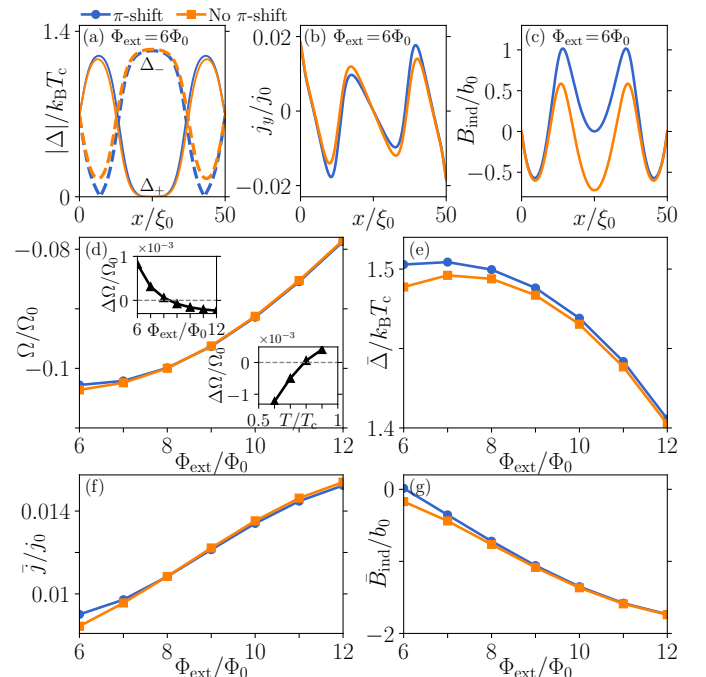 π-shift No π-shift
(a) Φext=6Φ0
1.4
|Δ|/kBTc
0
Δ−
Δ+
0 25 50
x/ξ0
(b) Φext=6Φ0
0.02
jy/j0
0
−0.02
0 25 50
x/ξ0
(c) Φext=6Φ0
1
Bind/b0
0.5
0
−0.5
0 25 50
x/ξ0
(d)
−0.08
Ω/Ω0
−0.1
×10−3
1
ΔΩ/Ω0
0
6 Φext/Φ0 12
×10−3
0
ΔΩ/Ω0
−1
0.5 T/Tc 1
6 8 10 12
Φext/Φ0
(e)
1.5
Δ̄/kBTc
1.4
6 8 10 12
Φext/Φ0
(f)
0.014
j̄/j0
0.01
6 8 10 12
Φext/Φ0
(g)
0
B̄ind/b0
−2
6 8 10 12
Φext/Φ0